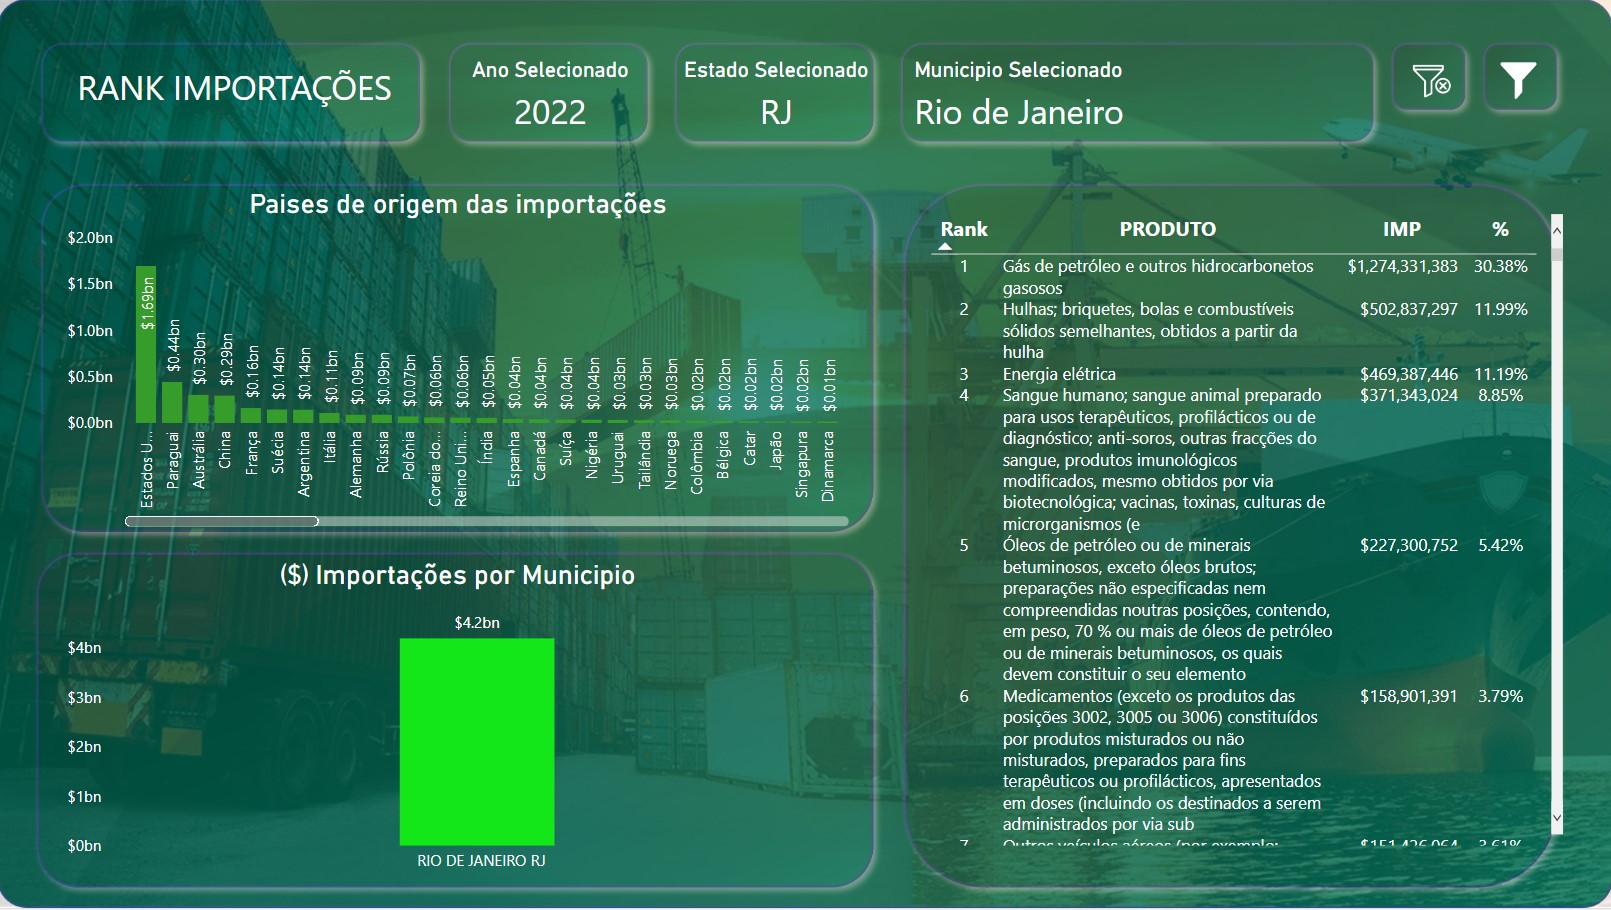 RANK IMPORTAÇÕES
Ano Selecionado
2022
Estado Selecionado
RJ
Municipio Selecionado
Rio de Janeiro
Paises de origem das importações
$2.0bn
$1.5bn
$1.0bn
$0.5bn
$0.0bn
$1.69bn
$0.44bn
$0.30bn
$0.29bn
$0.16bn
$0.14bn
$0.14bn
$0.11bn
$0.09bn
$0.09bn
$0.07bn
$0.06bn
$0.06bn
$0.05bn
$0.04bn
$0.04bn
$0.04bn
$0.04bn
$0.03bn
$0.03bn
$0.03bn
$0.02bn
$0.02bn
$0.02bn
$0.02bn
$0.02bn
$0.01bn
Estados U...
Paraguai
Austrália
China
França
Suécia
Argentina
Itália
Alemanha
Rússia
Polônia
Coreia do...
Reino Uni...
Índia
Espanha
Canadá
Suíça
Nigéria
Uruguai
Tailândia
Noruega
Colômbia
Bélgica
Catar
Japão
Singapura
Dinamarca
($) Importações por Municipio
$4.2bn
$4bn
$3bn
$2bn
$1bn
$0bn
RIO DE JANEIRO RJ
Rank PRODUTO IMP %
1 Gás de petróleo e outros hidrocarbonetos $1,274,331,383 30.38%
gasosos
2 Hulhas; briquetes, bolas e combustíveis $502,837,297 11.99%
sólidos semelhantes, obtidos a partir da
hulha
3 Energia elétrica $469,387,446 11.19%
4 Sangue humano; sangue animal preparado $371,343,024 8.85%
para usos terapêuticos, profilácticos ou de
diagnóstico; anti-soros, outras fracções do
sangue, produtos imunológicos
modificados, mesmo obtidos por via
biotecnológica; vacinas, toxinas, culturas de
microrganismos (e
5 Óleos de petróleo ou de minerais $227,300,752 5.42%
betuminosos, exceto óleos brutos;
preparações não especificadas nem
compreendidas noutras posições, contendo,
em peso, 70 % ou mais de óleos de petróleo
ou de minerais betuminosos, os quais
devem constituir o seu elemento
6 Medicamentos (exceto os produtos das $158,901,391 3.79%
posições 3002, 3005 ou 3006) constituídos
por produtos misturados ou não
misturados, preparados para fins
terapêuticos ou profilácticos, apresentados
em doses (incluindo os destinados a serem
administrados por via sub
7 Outros veículos aéreos (por exemplo: $151,426,064 3.61%